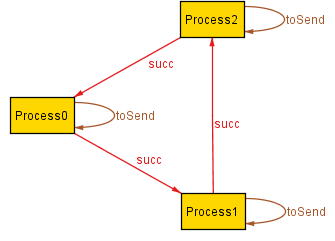 Process2
toSend
succ
Process0
toSend
succ
succ
Process1
toSend